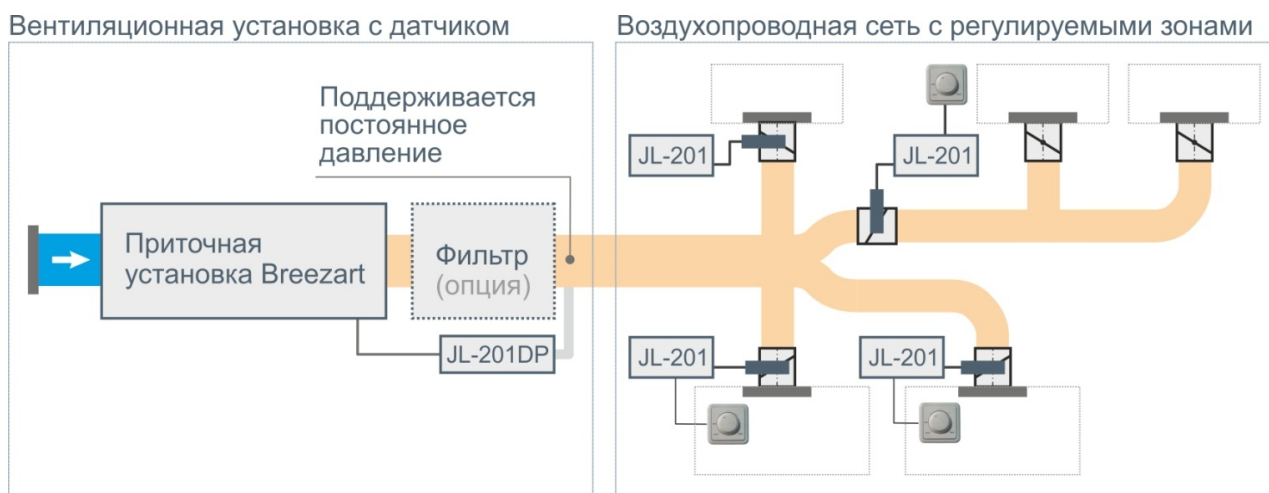 Вентиляционная установка с датчиком
Воздухопроводная сеть с регулируемыми зонами
Поддерживается
постоянное
давление
JL-201
JL-201
Приточная
установка Breezart
Фильтр
(опция)
JL-201DP
JL-201
JL-201